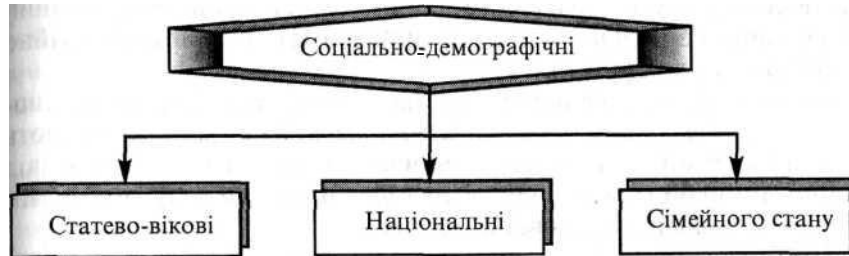 Соціально-демографічні
Статево-вікові
Національні
Сімейного стану